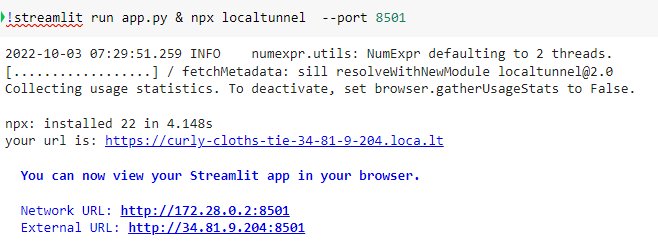 !streamlit run app.py & npx localtunnel --port 8501
2022-10-03 07:29:51.259 INFO    numexpr.utils: NumExpr defaulting to 2 threads.
[..................] / fetchMetadata: sill resolveWithNewModule localtunnel@2.0
Collecting usage statistics. To deactivate, set browser.gatherUsageStats to False.
npx: installed 22 in 4.148s
your url is: https://curly-cloths-tie-34-81-9-204.loca.lt
You can now view your Streamlit app in your browser.
Network URL: http://172.28.0.2:8501
External URL: http://34.81.9.204:8501